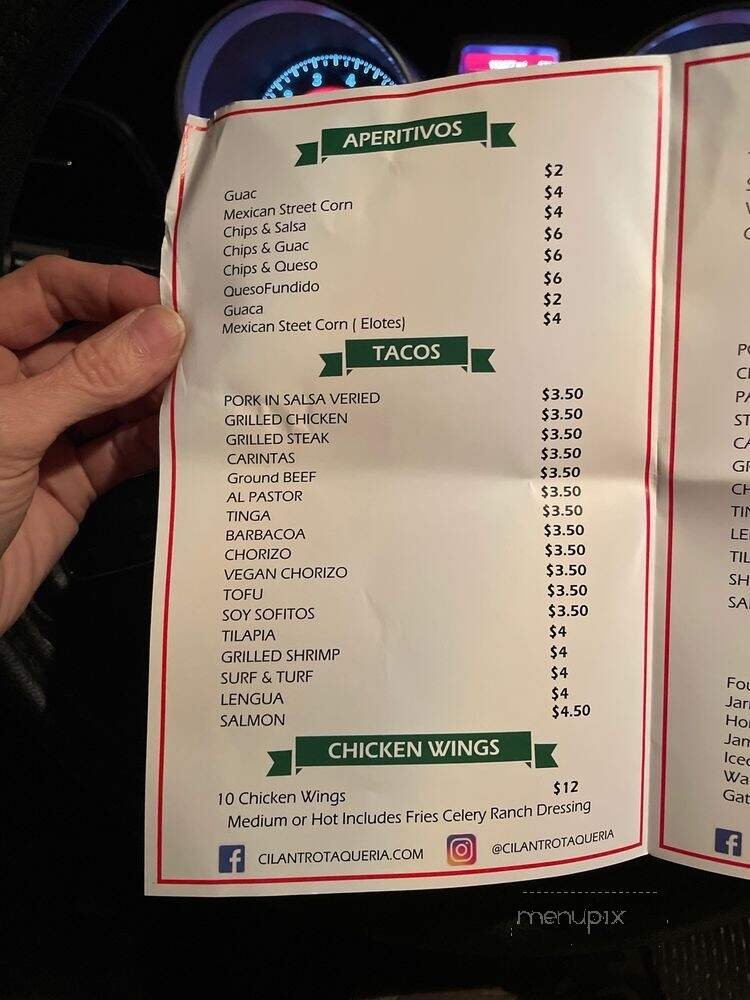 3 4
APERITIVOS
Guac $2
Mexican Street Corn $4
Chips & Salsa $4
Chips & Guac $6
Chips & Queso $6
QuesoFundido $6
Guaca $2
Mexican Steet Corn ( Elotes) $4
TACOS
PORK IN SALSA VERIED $3.50
GRILLED CHICKEN $3.50
GRILLED STEAK $3.50
CARINTAS $3.50
Ground BEEF $3.50
AL PASTOR $3.50
TINGA $3.50
BARBACOA $3.50
CHORIZO $3.50
VEGAN CHORIZO $3.50
TOFU $3.50
SOY SOFITOS $3.50
TILAPIA $4
GRILLED SHRIMP $4
SURF & TURF $4
LENGUA $4
SALMON $4.50
CHICKEN WINGS
10 Chicken Wings $12
Medium or Hot Includes Fries Celery Ranch Dressing
CILANTROTAQUERIA.COM @CILANTROTAQUERIA
menupix